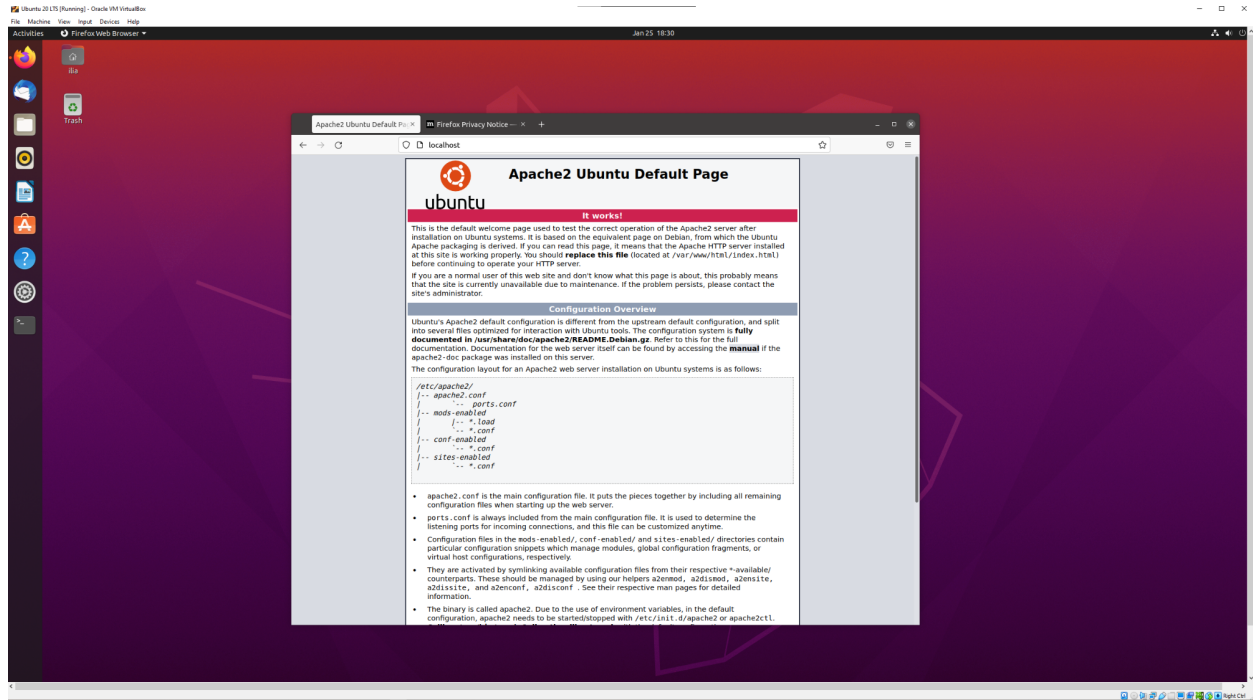 Ubuntu 20 LTS [Running] - Oracle VM VirtualBox
File Machine View Input Devices Help
Activities Firefox Web Browser Jan 25 18:30
ilia
Trash
Apache2 Ubuntu Default Pa × m Firefox Privacy Notice — × +
localhost
ubuntu
Apache2 Ubuntu Default Page
It works!
This is the default welcome page used to test the correct operation of the Apache2 server after
installation on Ubuntu systems. It is based on the equivalent page on Debian, from which the Ubuntu
Apache packaging is derived. If you can read this page, it means that the Apache HTTP server installed
at this site is working properly. You should replace this file (located at /var/www/html/index.html)
before continuing to operate your HTTP server.
If you are a normal user of this web site and don't know what this page is about, this probably means
that the site is currently unavailable due to maintenance. If the problem persists, please contact the
site's administrator.
Configuration Overview
Ubuntu's Apache2 default configuration is different from the upstream default configuration, and split
into several files optimized for interaction with Ubuntu tools. The configuration system is fully
documented in /usr/share/doc/apache2/README.Debian.gz. Refer to this for the full
documentation. Documentation for the web server itself can be found by accessing the manual if the
apache2-doc package was installed on this server.
The configuration layout for an Apache2 web server installation on Ubuntu systems is as follows:
/etc/apache2/
|-- apache2.conf
|       `-- ports.conf
|-- mods-enabled
|       |-- *.load
|       `-- *.conf
|-- conf-enabled
|       `-- *.conf
|-- sites-enabled
|       `-- *.conf
• apache2.conf is the main configuration file. It puts the pieces together by including all remaining
configuration files when starting up the web server.
• ports.conf is always included from the main configuration file. It is used to determine the
listening ports for incoming connections, and this file can be customized anytime.
• Configuration files in the mods-enabled/, conf-enabled/ and sites-enabled/ directories contain
particular configuration snippets which manage modules, global configuration fragments, or
virtual host configurations, respectively.
• They are activated by symlinking available configuration files from their respective *-available/
counterparts. These should be managed by using our helpers a2enmod, a2dismod, a2ensite,
a2dissite, and a2enconf, a2disconf . See their respective man pages for detailed
information.
• The binary is called apache2. Due to the use of environment variables, in the default
configuration, apache2 needs to be started/stopped with /etc/init.d/apache2 or apache2ctl.
Right Ctrl